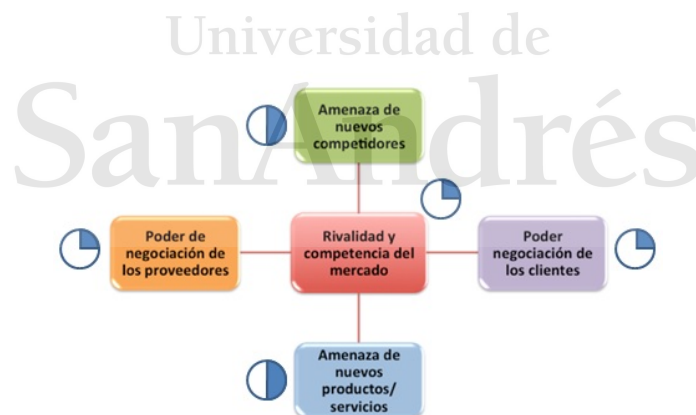 Universidad de
SanAndrés
Amenaza de
nuevos
competidores
Poder de
negociación de
los proveedores
Rivalidad y
competencia del
mercado
Poder
negociación de
los clientes
Amenaza de
nuevos
productos/
servicios